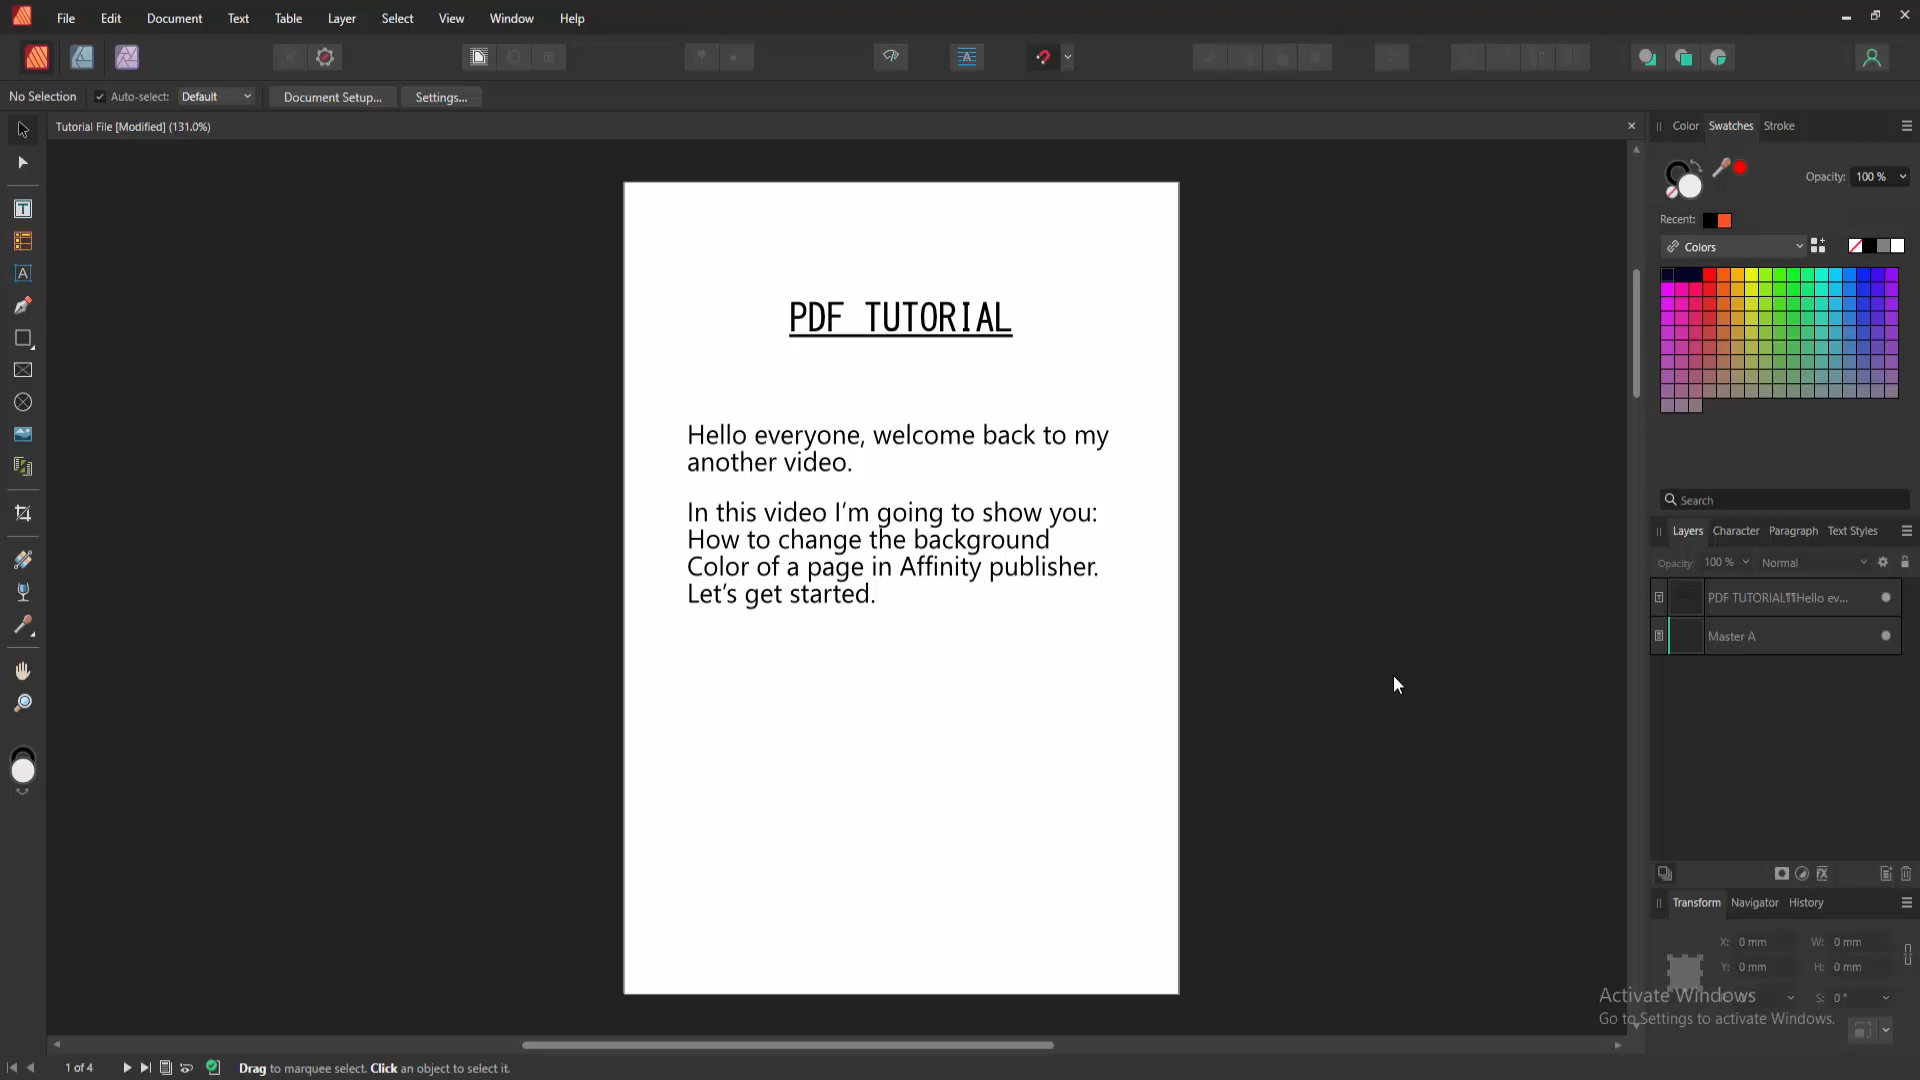 File Edit Document Text Table Layer Select View Window Help
No Selection Auto-select: Default Document Setup... Settings...
Tutorial File [Modified] (131.0%)
Color Swatches Stroke
Opacity: 100 %
Recent:
Colors
PDF TUTORIAL
Hello everyone, welcome back to my
another video.
In this video I’m going to show you:
How to change the background
Color of a page in Affinity publisher.
Let’s get started.
Search
Layers Character Paragraph Text Styles
Opacity: 100 % Normal
PDF TUTORIAL¶¶Hello ev...
Master A
Transform Navigator History
X: 0 mm W: 0 mm
Y: 0 mm H: 0 mm
0 ° S: 0 °
Activate Windows
Go to Settings to activate Windows.
1 of 4 Drag to marquee select. Click an object to select it.